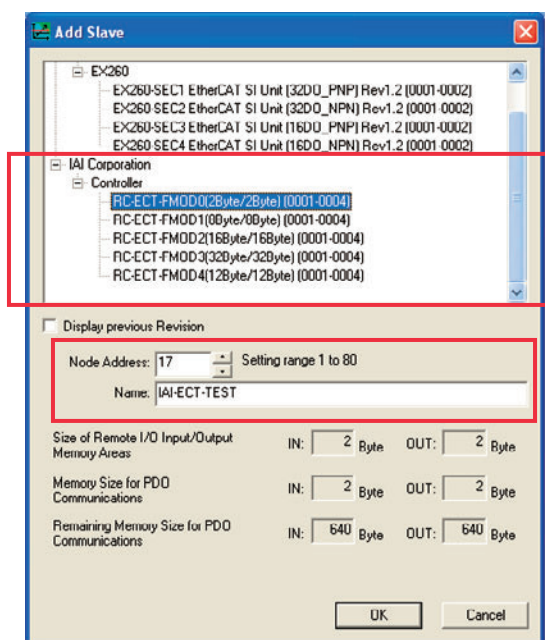 Add Slave
EX260
EX260-SEC1 EtherCAT SI Unit (32DO_PNP) Rev1.2 (0001-0002)
EX260-SEC2 EtherCAT SI Unit (32DO_NPN) Rev1.2 (0001-0002)
EX260-SEC3 EtherCAT SI Unit (16DO_PNP) Rev1.2 (0001-0002)
EX260-SEC4 EtherCAT SI Unit (16DO_NPN) Rev1.2 (0001-0002)
IAI Corporation
Controller
RC-ECT-FMOD0(2Byte/2Byte) (0001-0004)
RC-ECT-FMOD1(8Byte/8Byte) (0001-0004)
RC-ECT-FMOD2(16Byte/16Byte) (0001-0004)
RC-ECT-FMOD3(32Byte/32Byte) (0001-0004)
RC-ECT-FMOD4(12Byte/12Byte) (0001-0004)
Display previous Revision
Node Address: 17 Setting range 1 to 80
Name: IAI-ECT-TEST
Size of Remote I/O Input/Output Memory Areas IN: 2 Byte OUT: 2 Byte
Memory Size for PDO Communications IN: 2 Byte OUT: 2 Byte
Remaining Memory Size for PDO Communications IN: 640 Byte OUT: 640 Byte
OK Cancel